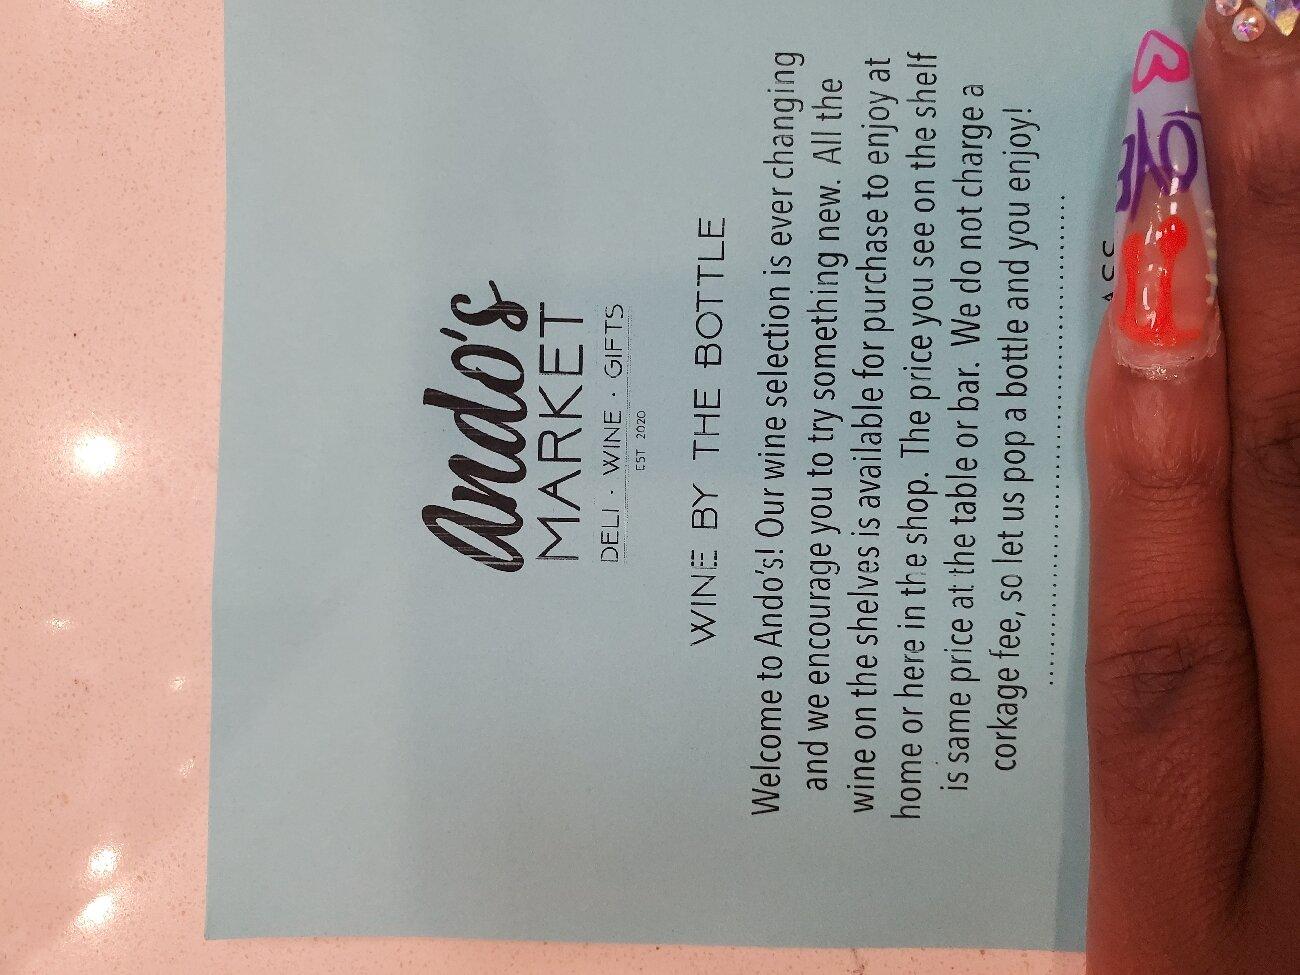 Ando's
MARKET
DELI · WINE · GIFTS
EST 2020
WINE BY THE BOTTLE
Welcome to Ando's! Our wine selection is ever changing
and we encourage you to try something new. All the
wine on the shelves is available for purchase to enjoy at
home or here in the shop. The price you see on the shelf
is same price at the table or bar. We do not charge a
corkage fee, so let us pop a bottle and you enjoy!
LOVE